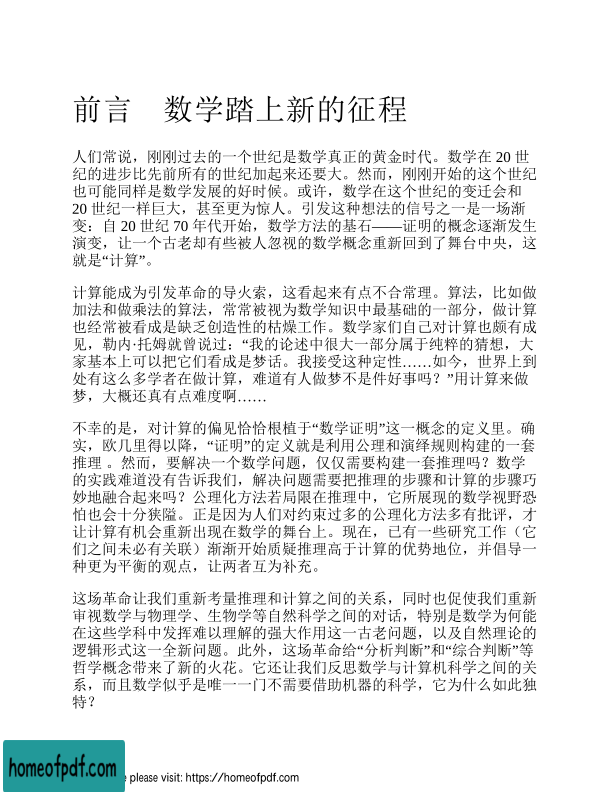 前言　数学踏上新的征程
人们常说，刚刚过去的一个世纪是数学真正的黄金时代。数学在 20 世
纪的进步比先前所有的世纪加起来还要大。然而，刚刚开始的这个世纪
也可能同样是数学发展的好时候。或许，数学在这个世纪的变迁会和
20 世纪一样巨大，甚至更为惊人。引发这种想法的信号之一是一场渐
变：自 20 世纪 70 年代开始，数学方法的基石——证明的概念逐渐发生
演变，让一个古老却有些被人忽视的数学概念重新回到了舞台中央，这
就是“计算”。
计算能成为引发革命的导火索，这看起来有点不合常理。算法，比如做
加法和做乘法的算法，常常被视为数学知识中最基础的一部分，做计算
也经常被看成是缺乏创造性的枯燥工作。数学家们自己对计算也颇有成
见，勒内·托姆就曾说过：“我的论述中很大一部分属于纯粹的猜想，大
家基本上可以把它们看成是梦话。我接受这种定性……如今，世界上到
处有这么多学者在做计算，难道有人做梦不是件好事吗？”用计算来做
梦，大概还真有点难度啊……
不幸的是，对计算的偏见恰恰根植于“数学证明”这一概念的定义里。确
实，欧几里得以降，“证明”的定义就是利用公理和演绎规则构建的一套
推理 。然而，要解决一个数学问题，仅仅需要构建一套推理吗？数学
的实践难道没有告诉我们，解决问题需要把推理的步骤和计算的步骤巧
妙地融合起来吗？公理化方法若局限在推理中，它所展现的数学视野恐
怕也会十分狭隘。正是因为人们对约束过多的公理化方法多有批评，才
让计算有机会重新出现在数学的舞台上。现在，已有一些研究工作（它
们之间未必有关联）渐渐开始质疑推理高于计算的优势地位，并倡导一
种更为平衡的观点，让两者互为补充。
这场革命让我们重新考量推理和计算之间的关系，同时也促使我们重新
审视数学与物理学、生物学等自然科学之间的对话，特别是数学为何能
在这些学科中发挥难以理解的强大作用这一古老问题，以及自然理论的
逻辑形式这一全新问题。此外，这场革命给“分析判断”和“综合判断”等
哲学概念带来了新的火花。它还让我们反思数学与计算机科学之间的关
系，而且数学似乎是唯一一门不需要借助机器的科学，它为什么如此独
特？
homeofpdf.com
please visit: https://homeofpdf.com